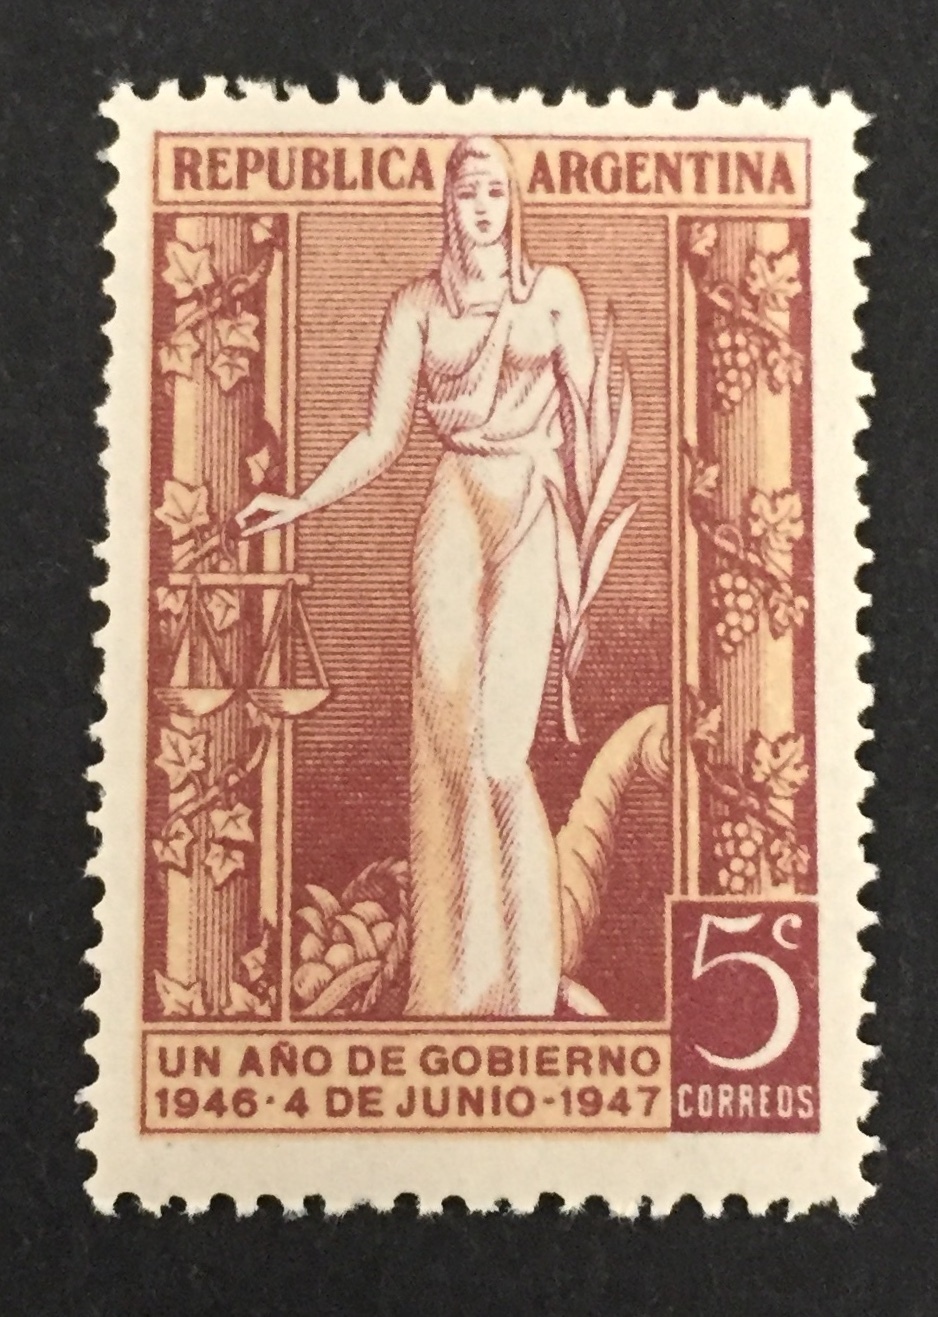 REPUBLICA ARGENTINA
5c
UN AÑO DE GOBIERNO
1946·4 DE JUNIO-1947
CORREOS